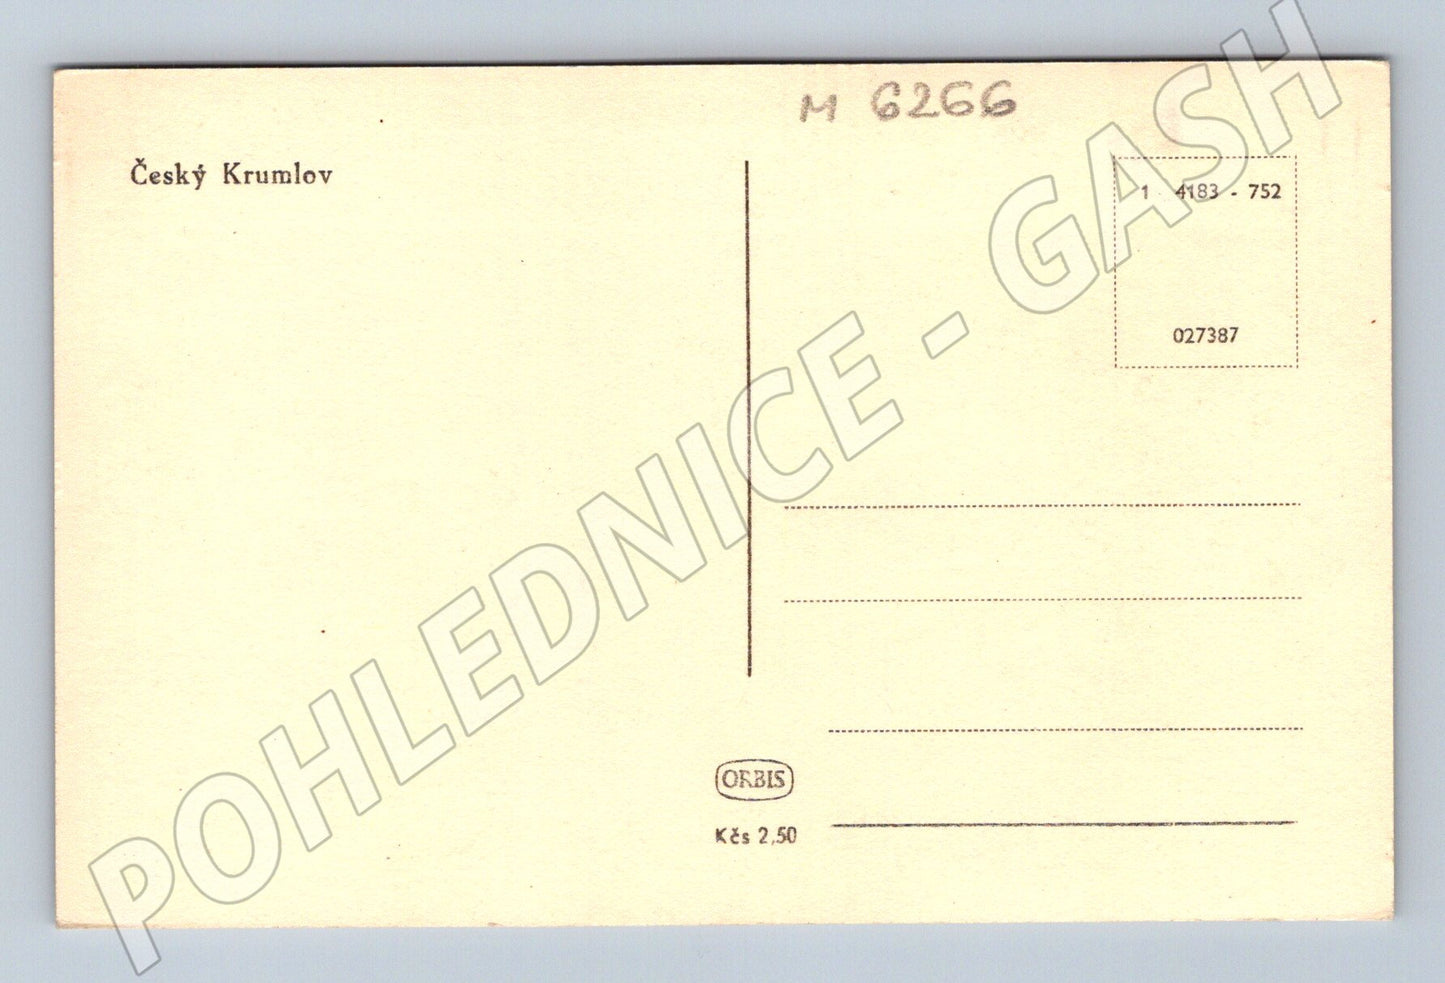 M 6266
Český Krumlov
1 4183 - 752
027387
ORBIS
Kčs 2,50
POHLEDNICE - GASH